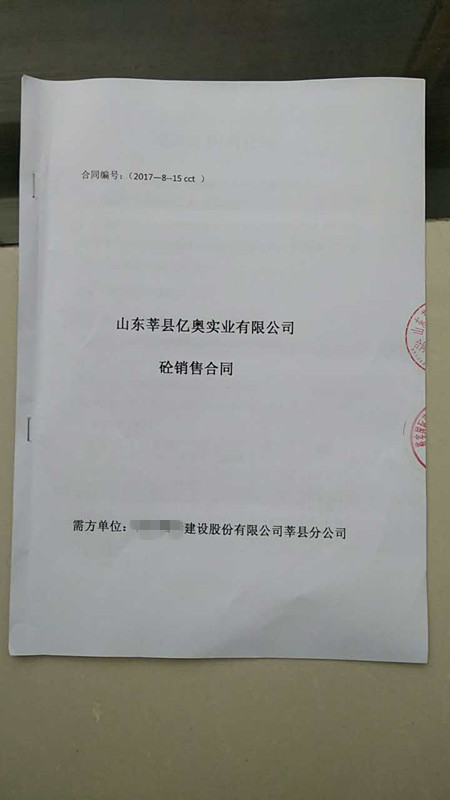 合同编号：（2017—8--15 cct ）
山东莘县亿奥实业有限公司
砼销售合同
需方单位：建设股份有限公司莘县分公司
山东